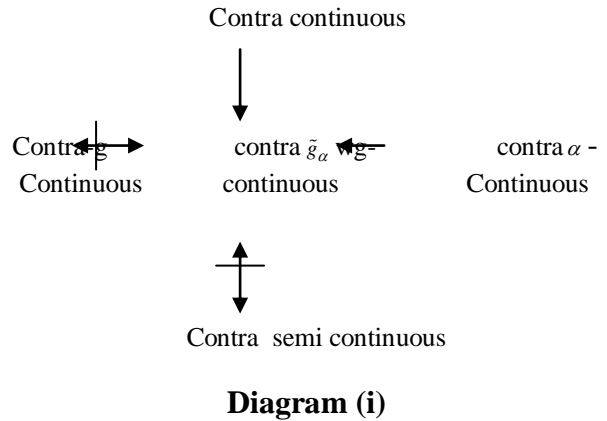 Contra continuous
Contra-g contra g̃α wg- contra α -
Continuous continuous Continuous
Contra semi continuous
Diagram (i)